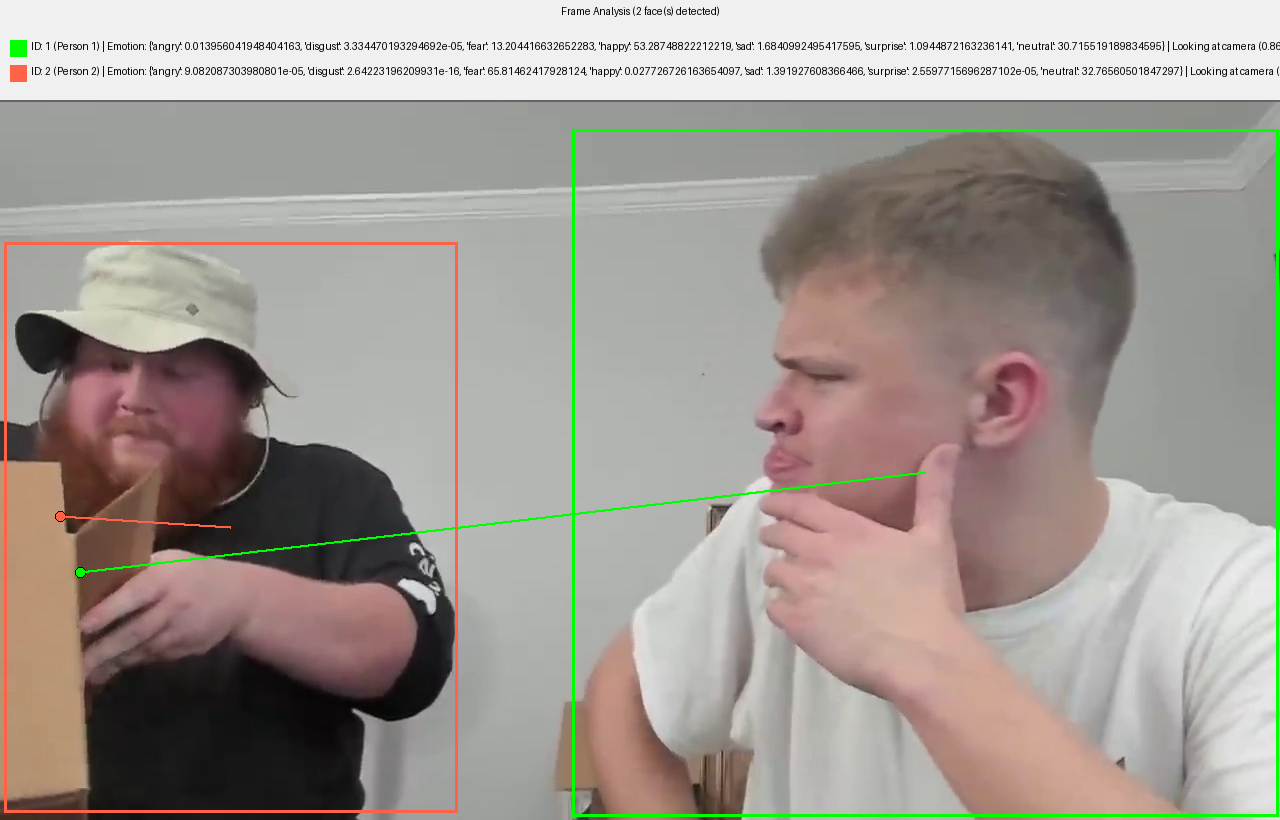 Frame Analysis (2 face(s) detected)
ID: 1 (Person 1) | Emotion: {'angry': 0.013956041948404163, 'disgust': 3.334470193294692e-05, 'fear': 13.204416632652283, 'happy': 53.28748822212219, 'sad': 1.6840992495417595, 'surprise': 1.0944872163236141, 'neutral': 30.715519189834595} | Looking at camera (0.86
ID: 2 (Person 2) | Emotion: {'angry': 9.082087303980801e-05, 'disgust': 2.64223196209931e-16, 'fear': 65.81462417928124, 'happy': 0.027726726163654097, 'sad': 1.391927608366466, 'surprise': 2.5597715696287102e-05, 'neutral': 32.76560501847297} | Looking at camera (